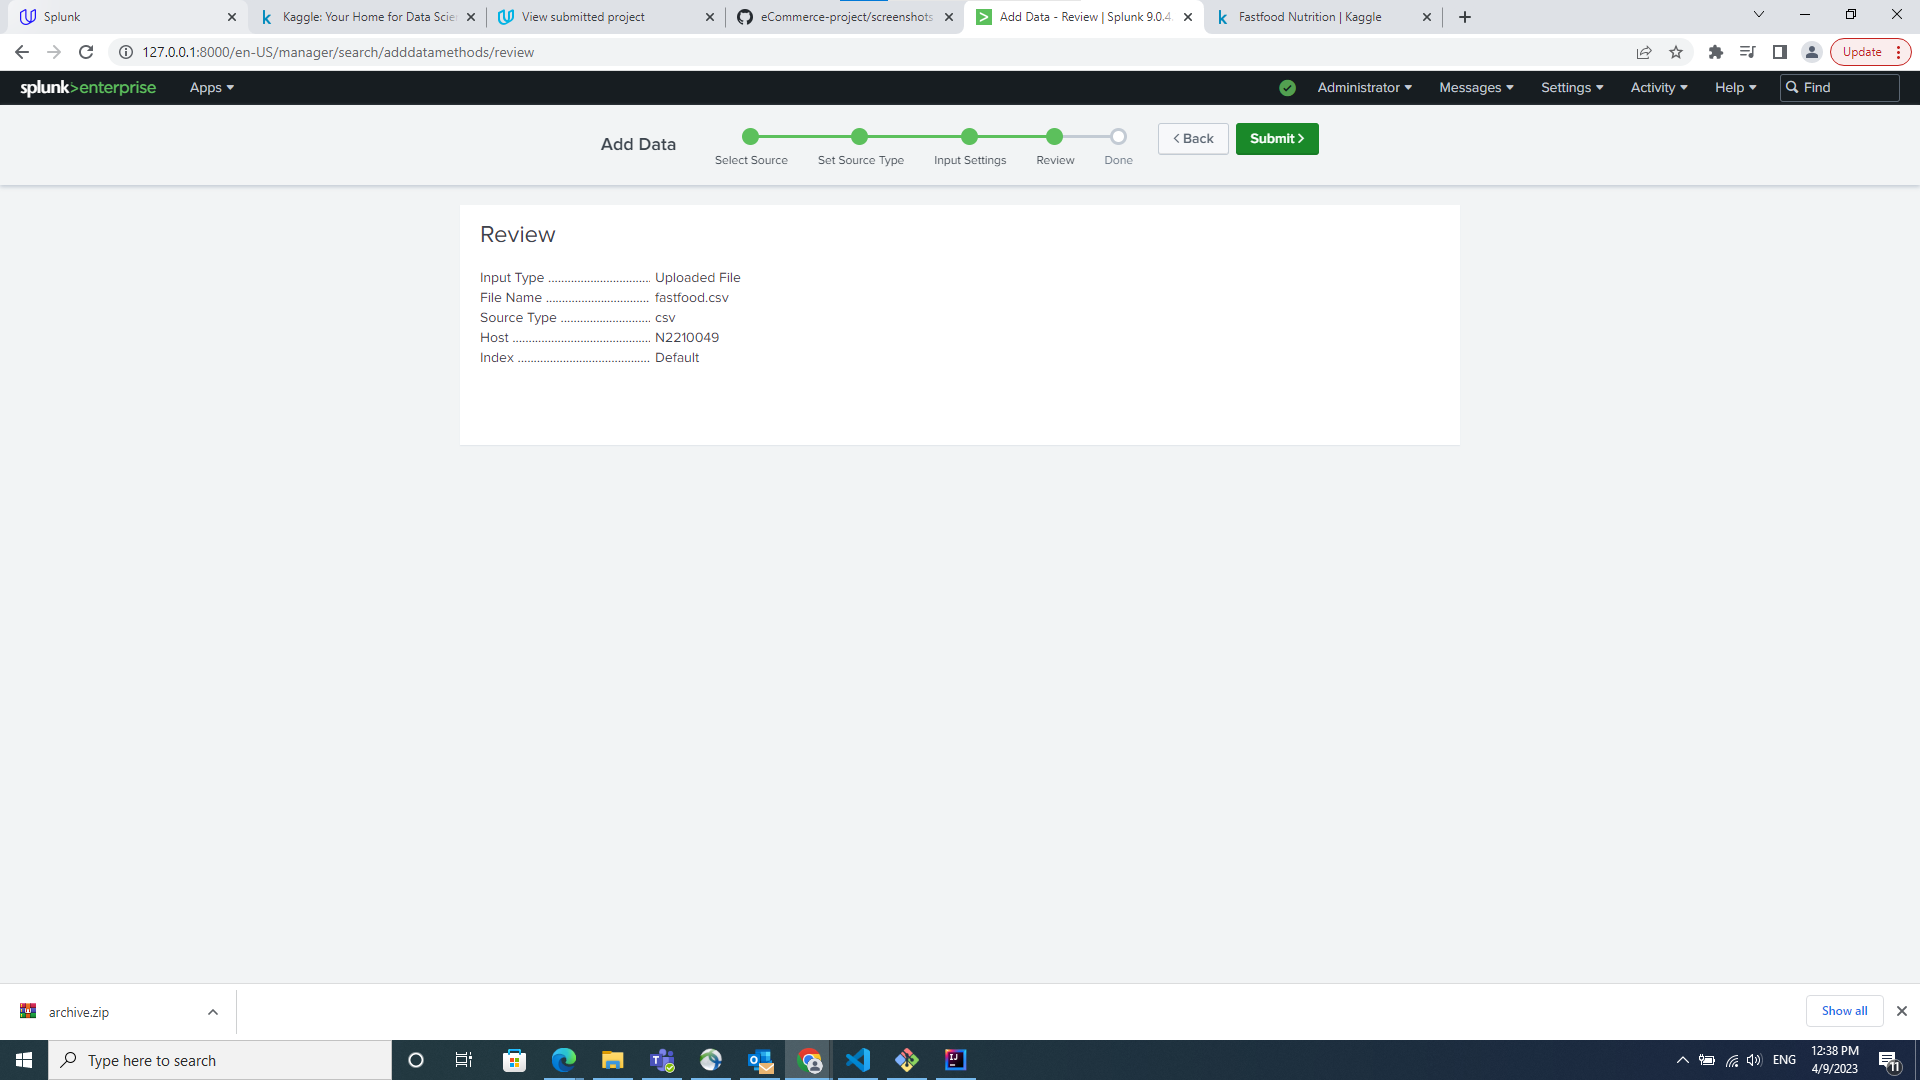 Splunk
Kaggle: Your Home for Data Scien
View submitted project
eCommerce-project/screenshots
Add Data - Review | Splunk 9.0.4.
Fastfood Nutrition | Kaggle
127.0.0.1:8000/en-US/manager/search/adddatamethods/review
Update
splunk>enterprise
Apps
Administrator
Messages
Settings
Activity
Help
Find
Add Data
Select Source
Set Source Type
Input Settings
Review
Done
< Back
Submit >
Review
Input Type ................................ Uploaded File
File Name ................................ fastfood.csv
Source Type ............................ csv
Host ........................................... N2210049
Index ......................................... Default
archive.zip
Show all
Type here to search
ENG
12:38 PM
4/9/2023
11